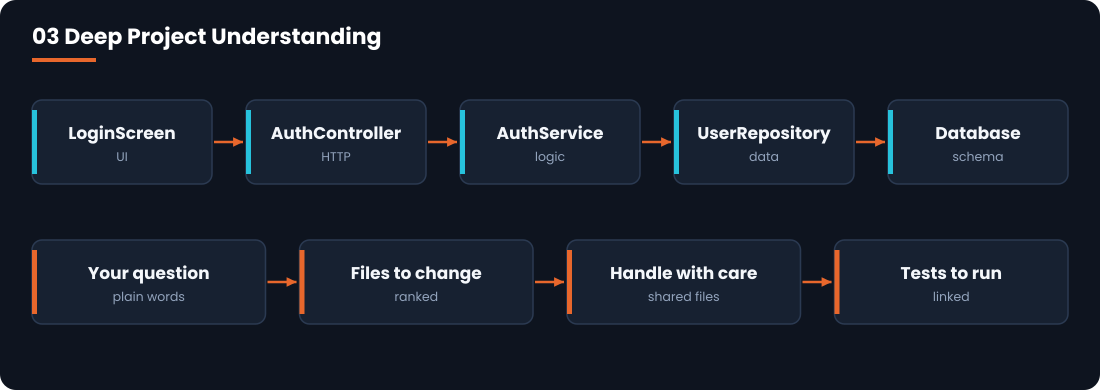 03 Deep Project Understanding
LoginScreen
UI
AuthController
HTTP
AuthService
logic
UserRepository
data
Database
schema
Your question
plain words
Files to change
ranked
Handle with care
shared files
Tests to run
linked